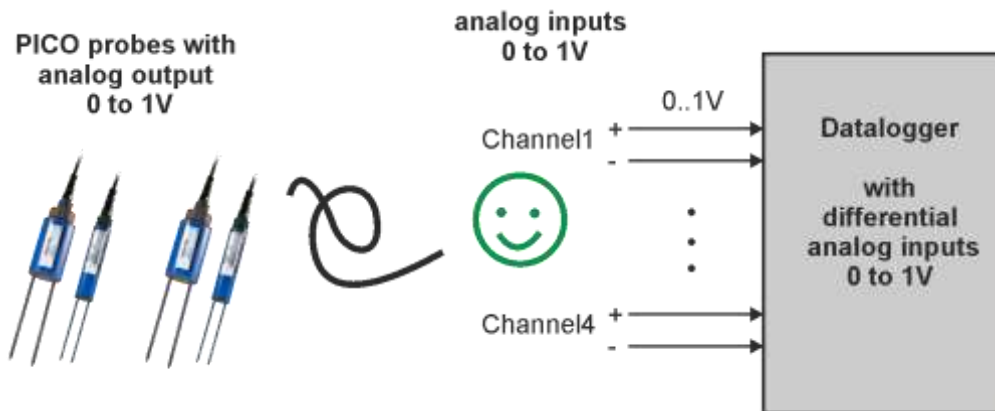 PICO probes with
analog output
0 to 1V
analog inputs
0 to 1V
0..1V
Channel1
+
-
Channel4
+
-
Datalogger
with
differential
analog inputs
0 to 1V